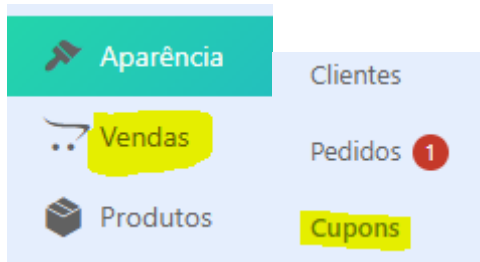 Aparência
Vendas
Produtos
Clientes
Pedidos 1
Cupons